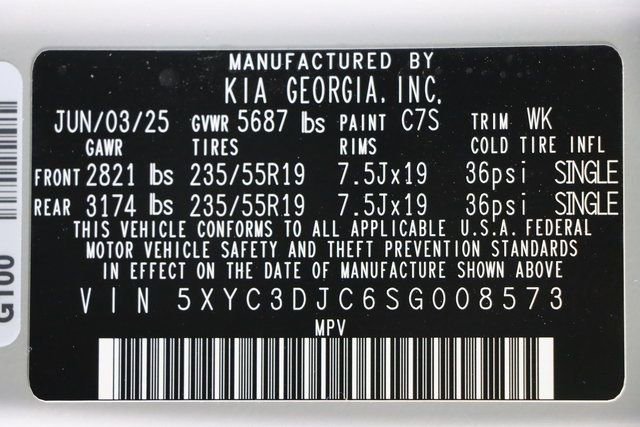 MANUFACTURED BY
KIA GEORGIA, INC.
JUN/03/25 GVWR 5687 lbs PAINT C7S TRIM WK
GAWR TIRES RIMS COLD TIRE INFL
FRONT 2821 lbs 235/55R19 7.5Jx19 36psi SINGLE
REAR 3174 lbs 235/55R19 7.5Jx19 36psi SINGLE
THIS VEHICLE CONFORMS TO ALL APPLICABLE U.S.A. FEDERAL
MOTOR VEHICLE SAFETY AND THEFT PREVENTION STANDARDS
IN EFFECT ON THE DATE OF MANUFACTURE SHOWN ABOVE
VIN 5XYC3DJC6SG008573
MPV
G100